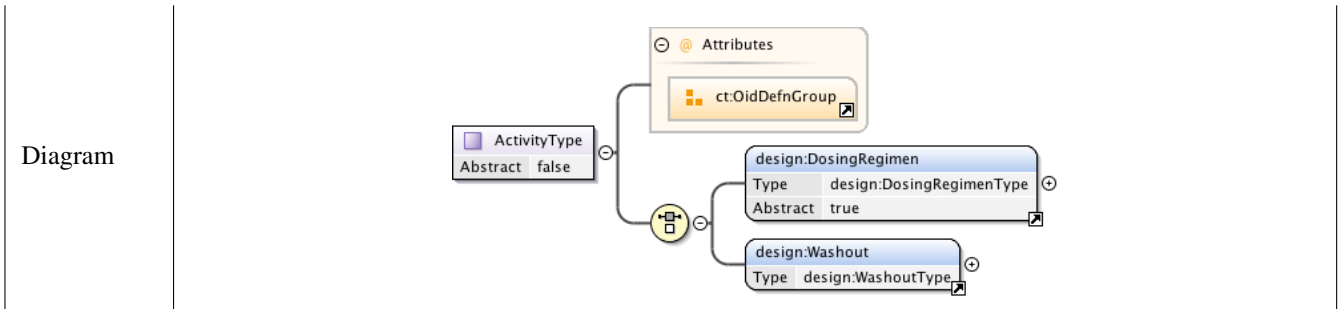 Diagram
@ Attributes
ct:OidDefnGroup
ActivityType
Abstract false
design:DosingRegimen
Type design:DosingRegimenType
Abstract true
design:Washout
Type design:WashoutType